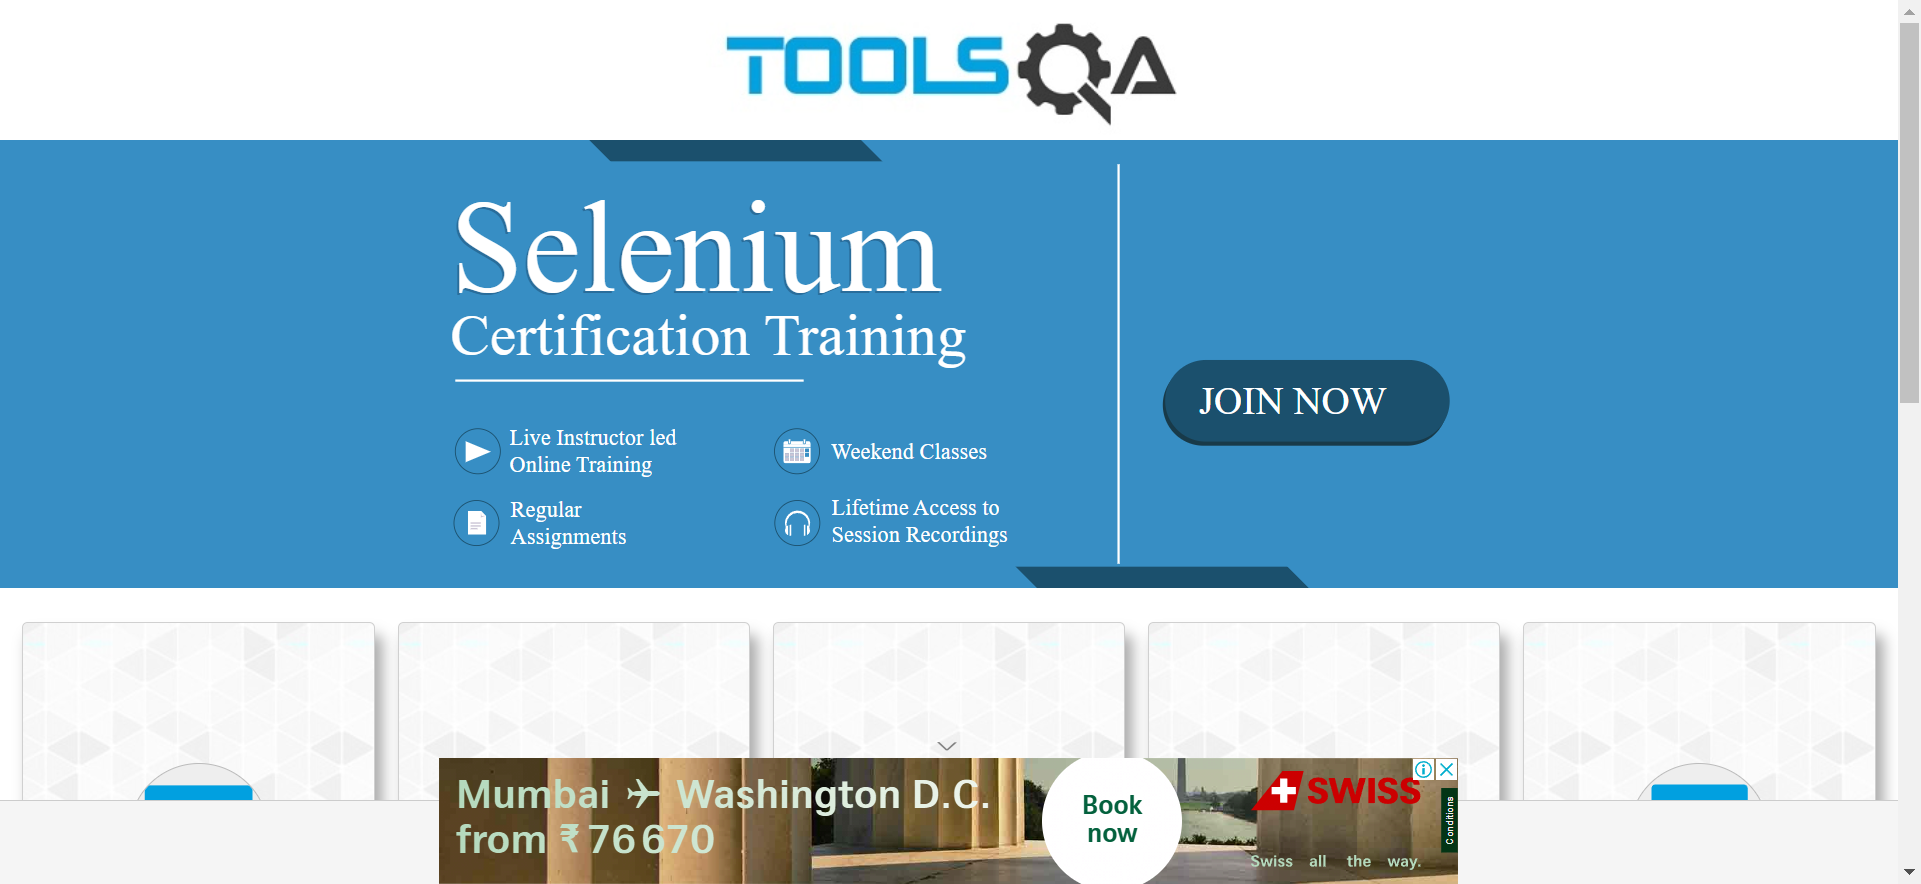 TOOLSQA
Selenium
Certification Training
JOIN NOW
Live Instructor led
Online Training
Weekend Classes
Regular
Assignments
Lifetime Access to
Session Recordings
Mumbai ✈ Washington D.C.
from ₹ 76 670
Book
now
SWISS
Conditions
Swiss all the way.